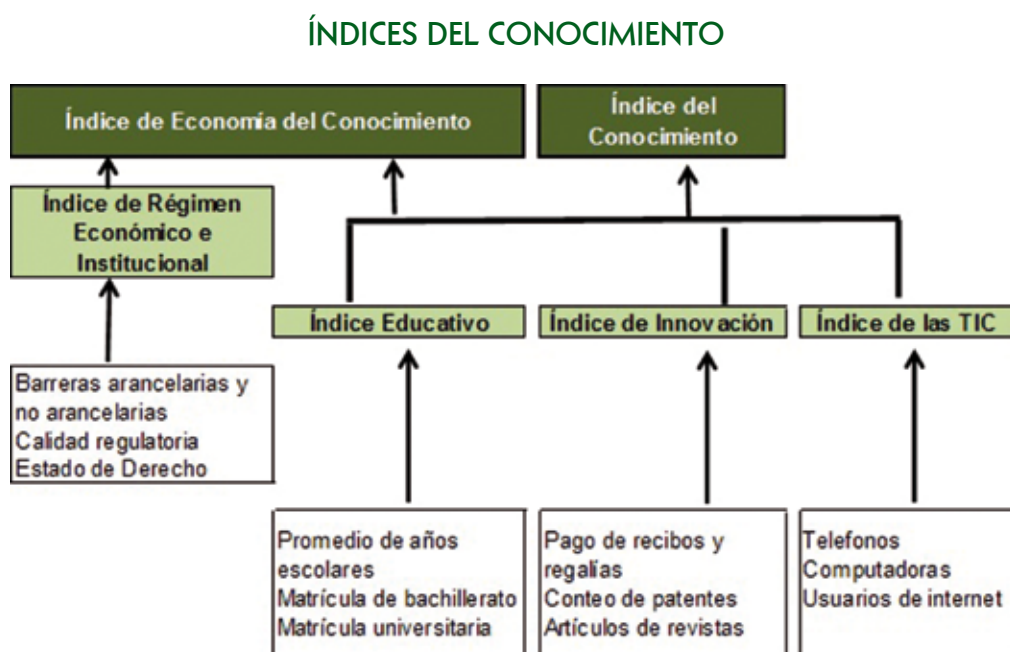 ÍNDICES DEL CONOCIMIENTO
Índice de Economía del Conocimiento
Índice del
Conocimiento
Índice de Régimen
Económico e
Institucional
Índice Educativo
Índice de Innovación
Índice de las TIC
Barreras arancelarias y
no arancelarias
Calidad regulatoria
Estado de Derecho
Promedio de años
escolares
Matrícula de bachillerato
Matrícula universitaria
Pago de recibos y
regalías
Conteo de patentes
Artículos de revistas
Telefonos
Computadoras
Usuarios de internet